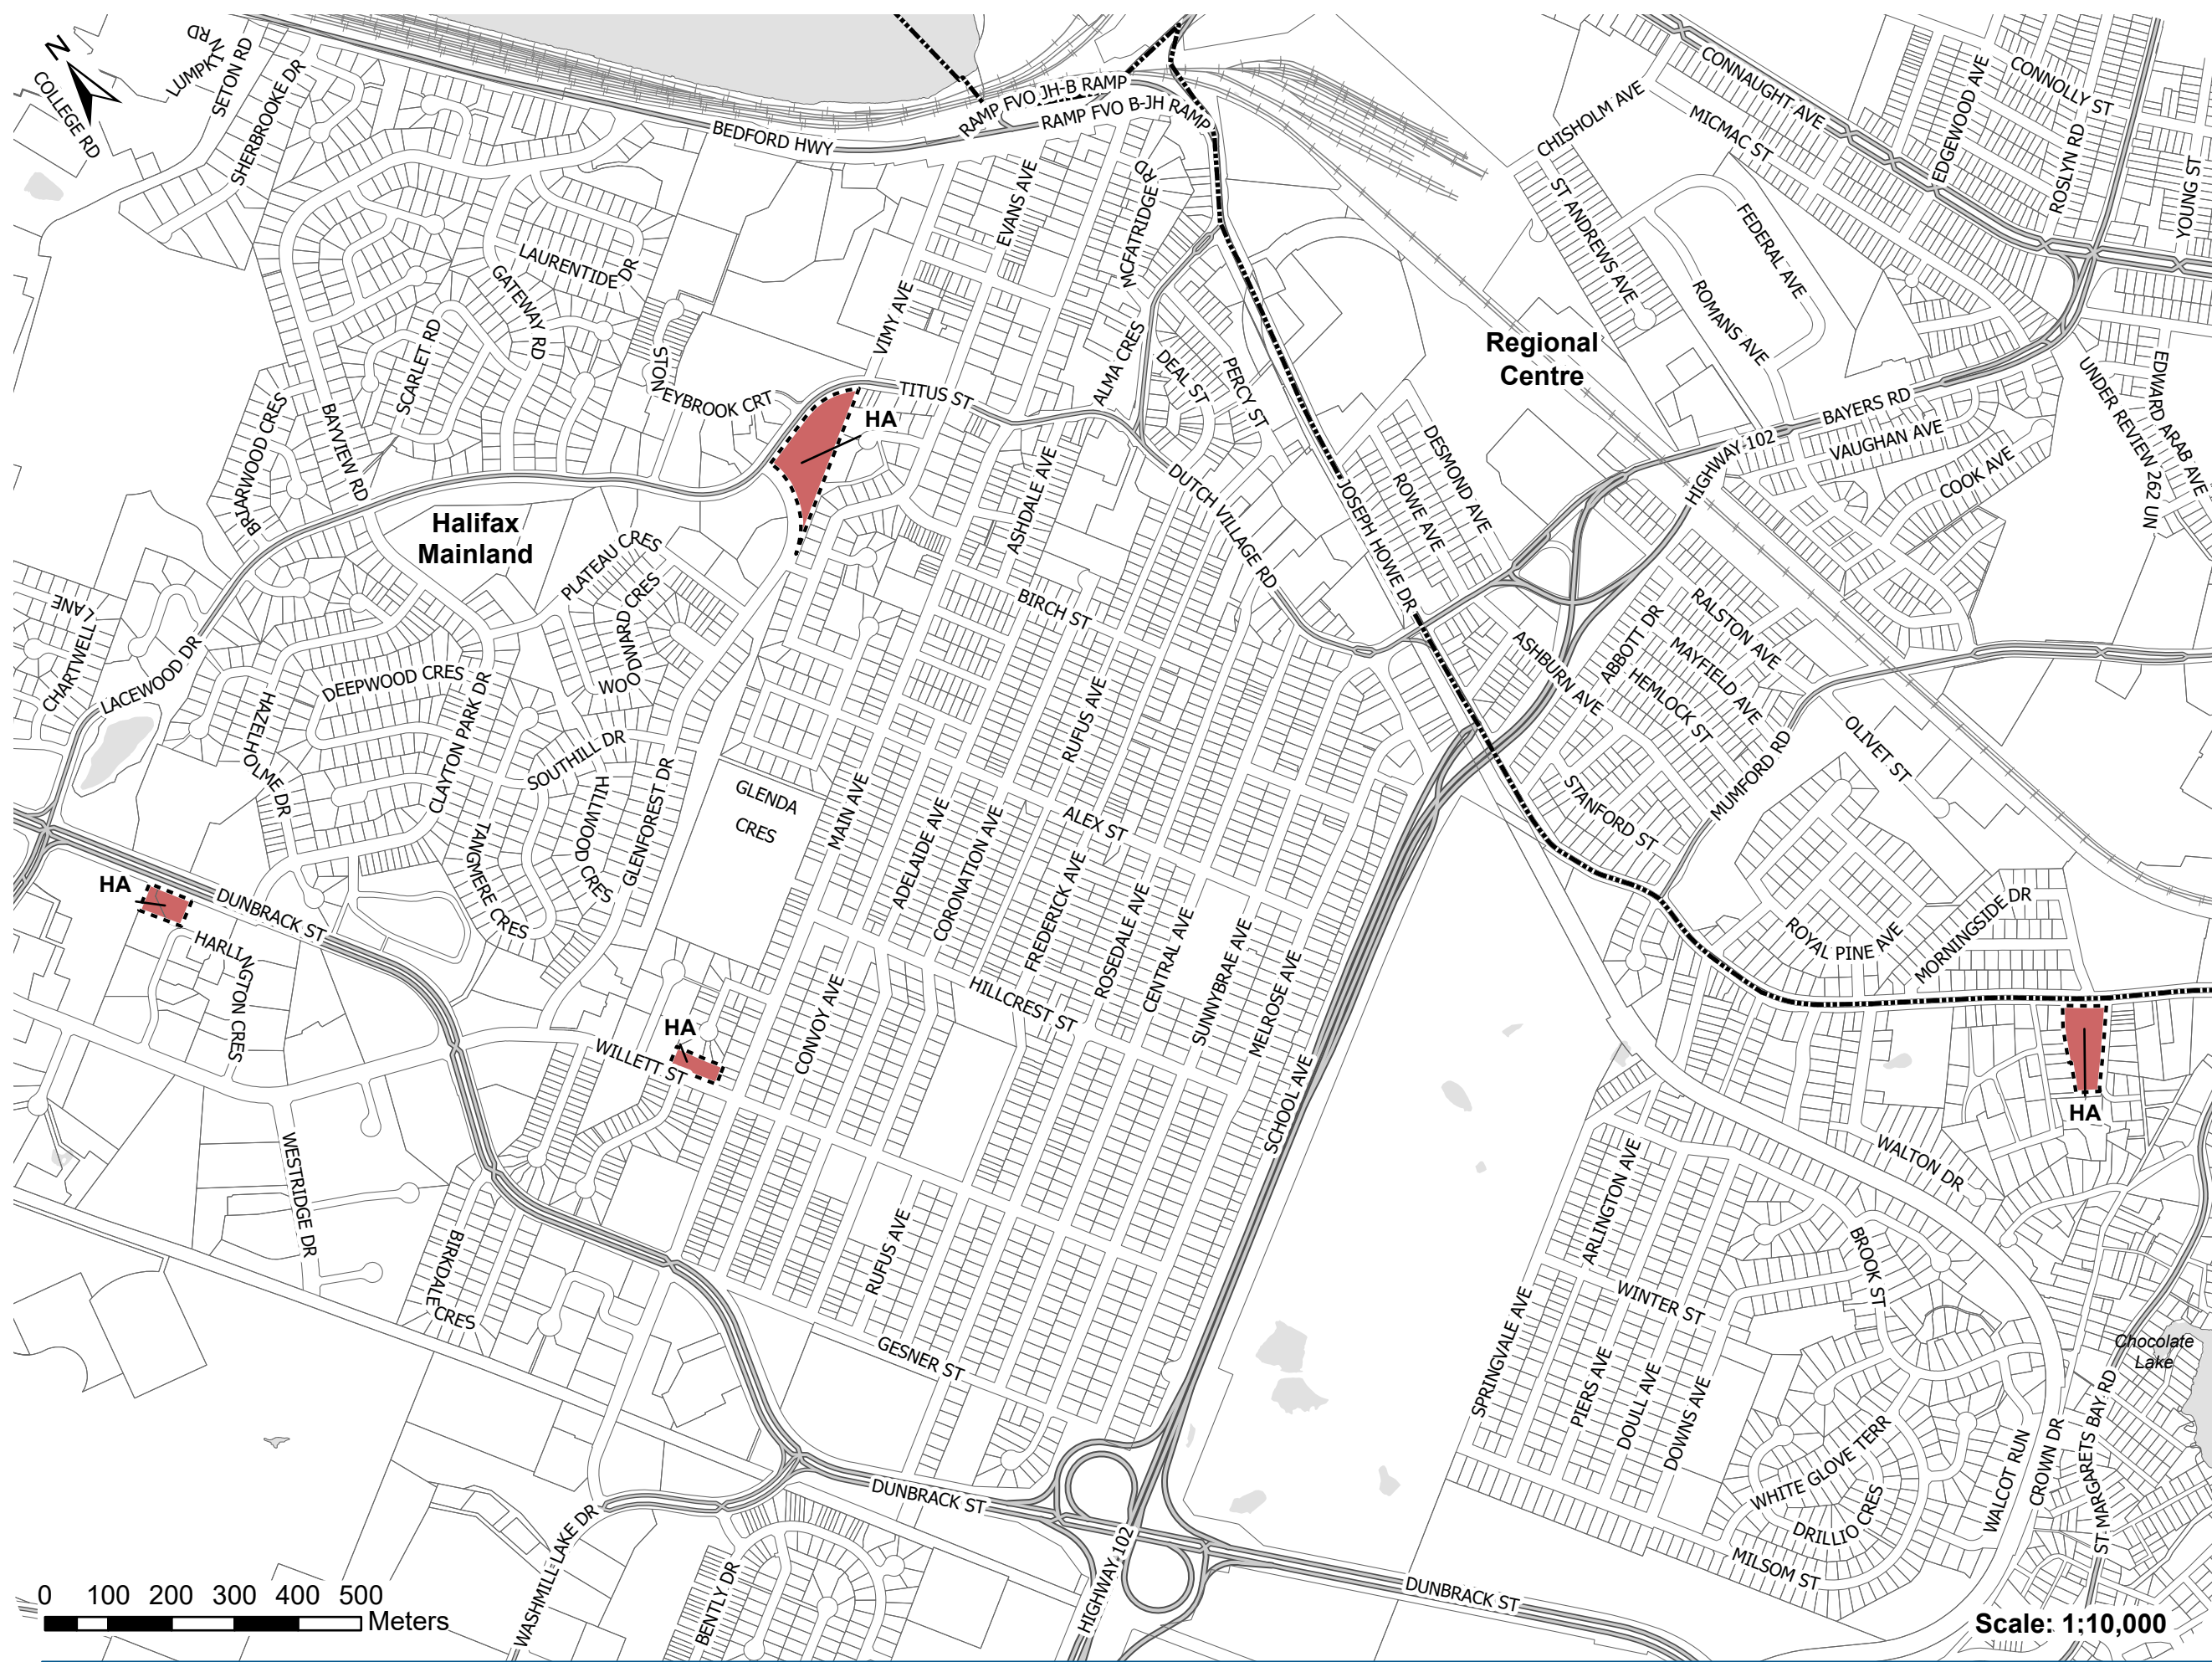 N
COLLEGE RD
LUMPKIN RD
SETON RD
SHERBROOKE DR
BEDFORD HWY
RAMP FVO JH-B RAMP
RAMP FVO B-JH RAMP
CONNAUGHT AVE
MICMAC ST
CHISHOLM AVE
EDGEWOOD AVE
CONNOLLY ST
ROSLYN RD
YOUNG ST
ST ANDREWS AVE
FEDERAL AVE
ROMANS AVE
EVANS AVE
MCFATRIDGE RD
LAURENTIDE DR
GATEWAY RD
SCARLET RD
STONEYBROOK CRT
VIMY AVE
TITUS ST
HA
ALMA CRES
DEAL ST
PERCY ST
Regional
Centre
BAYERS RD
HIGHWAY 102
VAUGHAN AVE
COOK AVE
UNDER REVIEW 262 UN
EDWARD ARAB AVE
BRIARWOOD CRES
BAYVIEW RD
Halifax
Mainland
ASHDALE AVE
DUTCH VILLAGE RD
JOSEPH HOWE DR
ROWE AVE
DESMOND AVE
PLATEAU CRES
WOODWARD CRES
BIRCH ST
CHARTWELL LANE
LACEWOOD DR
HAZELHOLME DR
DEEPWOOD CRES
CLAYTON PARK DR
SOUTHILL DR
HILLWOOD CRES
GLENFOREST DR
TANGMERE CRES
GLENDA
CRES
MAIN AVE
ADELAIDE AVE
CORONATION AVE
RUFUS AVE
ALEX ST
FREDERICK AVE
ROSEDALE AVE
CENTRAL AVE
SUNNYBRAE AVE
MELROSE AVE
HILLCREST ST
CONVOY AVE
ASHBURN AVE
ABBOTT DR
RALSTON AVE
MAYFIELD AVE
HEMLOCK ST
STANFORD ST
MUMFORD RD
OLIVET ST
ROYAL PINE AVE
MORNINGSIDE DR
HA
DUNBRACK ST
HARLINGTON CRES
HA
WILLETT ST
HA
WESTRIDGE DR
BIRKDALE CRES
RUFUS AVE
GESNER ST
SCHOOL AVE
WALTON DR
ARLINGTON AVE
BROOK ST
WINTER ST
SPRINGVALE AVE
PIERS AVE
DOULL AVE
DOWNS AVE
WHITE GLOVE TERR
DRILLIO CRES
MILSOM ST
WALCOT RUN
CROWN DR
ST MARGARETS BAY RD
Chocolate
Lake
DUNBRACK ST
WASHMILL LAKE DR
BENTLY DR
HIGHWAY 102
DUNBRACK ST
0 100 200 300 400 500
Meters
Scale: 1:10,000